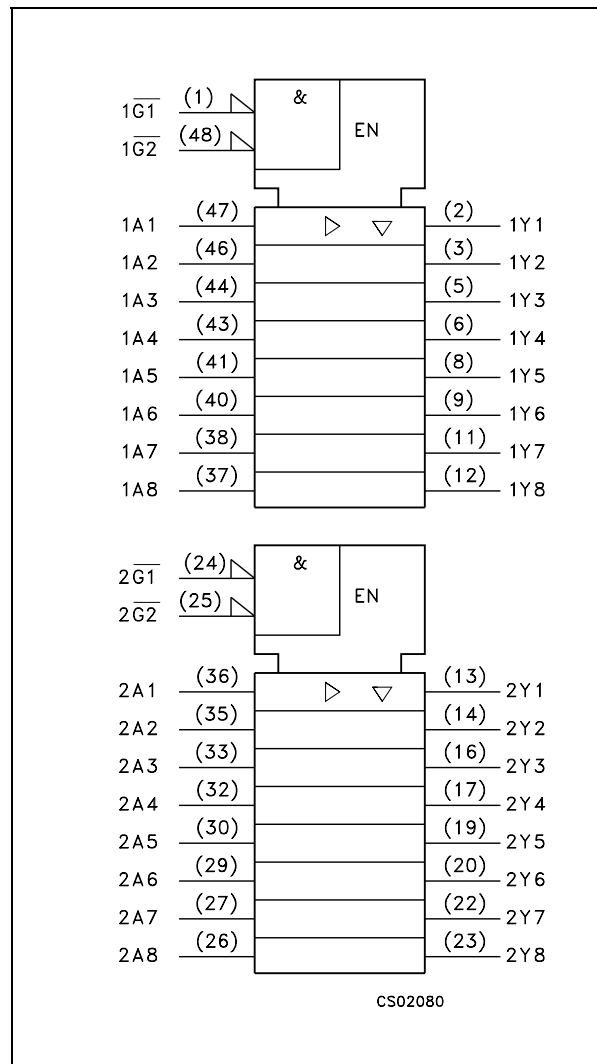 1G1 (1) & EN
1G2 (48)
1A1 (47) (2) 1Y1
1A2 (46) (3) 1Y2
1A3 (44) (5) 1Y3
1A4 (43) (6) 1Y4
1A5 (41) (8) 1Y5
1A6 (40) (9) 1Y6
1A7 (38) (11) 1Y7
1A8 (37) (12) 1Y8
2G1 (24) & EN
2G2 (25)
2A1 (36) (13) 2Y1
2A2 (35) (14) 2Y2
2A3 (33) (16) 2Y3
2A4 (32) (17) 2Y4
2A5 (30) (19) 2Y5
2A6 (29) (20) 2Y6
2A7 (27) (22) 2Y7
2A8 (26) (23) 2Y8
CS02080